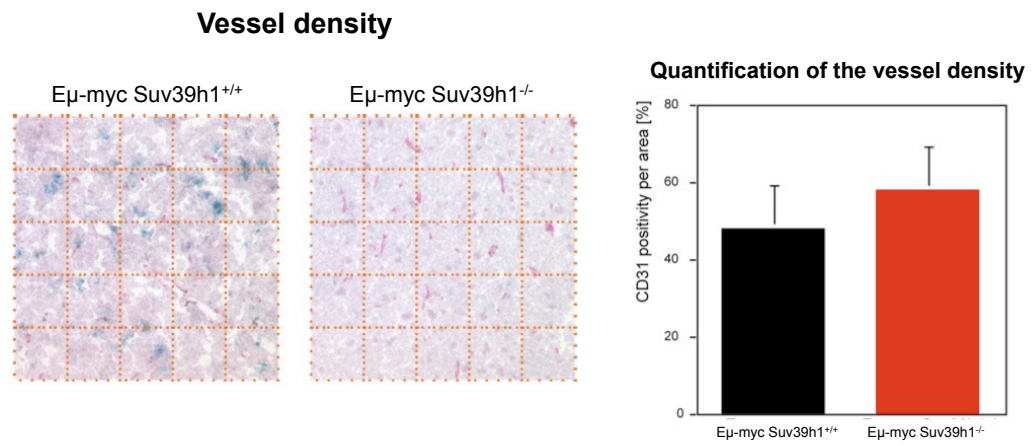 Vessel density
Eµ-myc Suv39h1+/+
Eµ-myc Suv39h1-/-
Quantification of the vessel density
CD31 positivity per area [%]
80
60
40
20
0
Eµ-myc Suv39h1+/+
Eµ-myc Suv39h1-/-